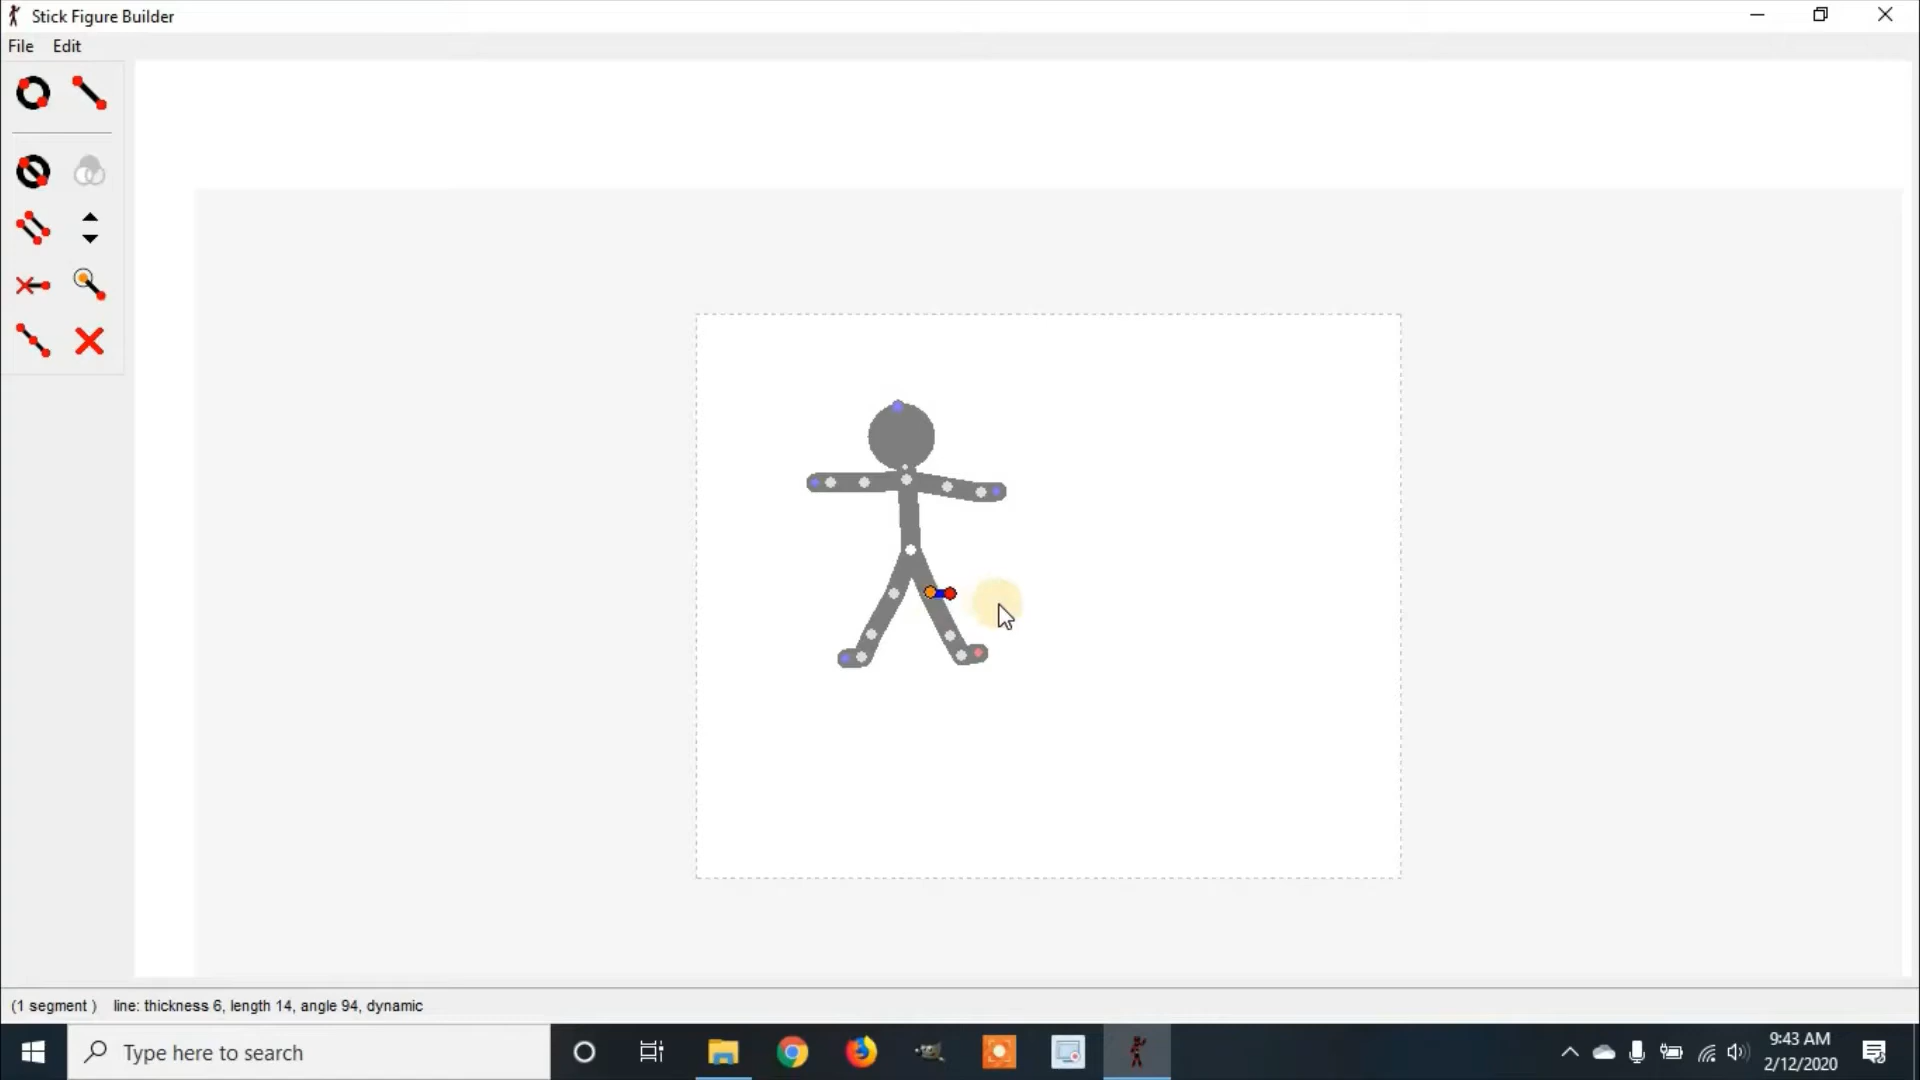 Stick Figure Builder
File Edit
(1 segment ) line: thickness 6, length 14, angle 94, dynamic
Type here to search
9:43 AM
2/12/2020